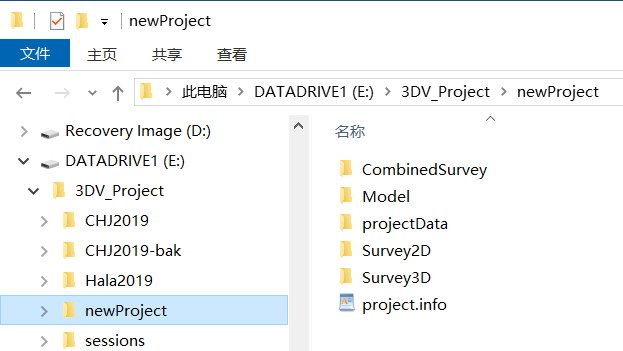 newProject
文件 主页 共享 查看
此电脑 DATADRIVE1 (E:) 3DV_Project newProject
Recovery Image (D:)
DATADRIVE1 (E:)
3DV_Project
CHJ2019
CHJ2019-bak
Hala2019
newProject
sessions
名称
CombinedSurvey
Model
projectData
Survey2D
Survey3D
project.info